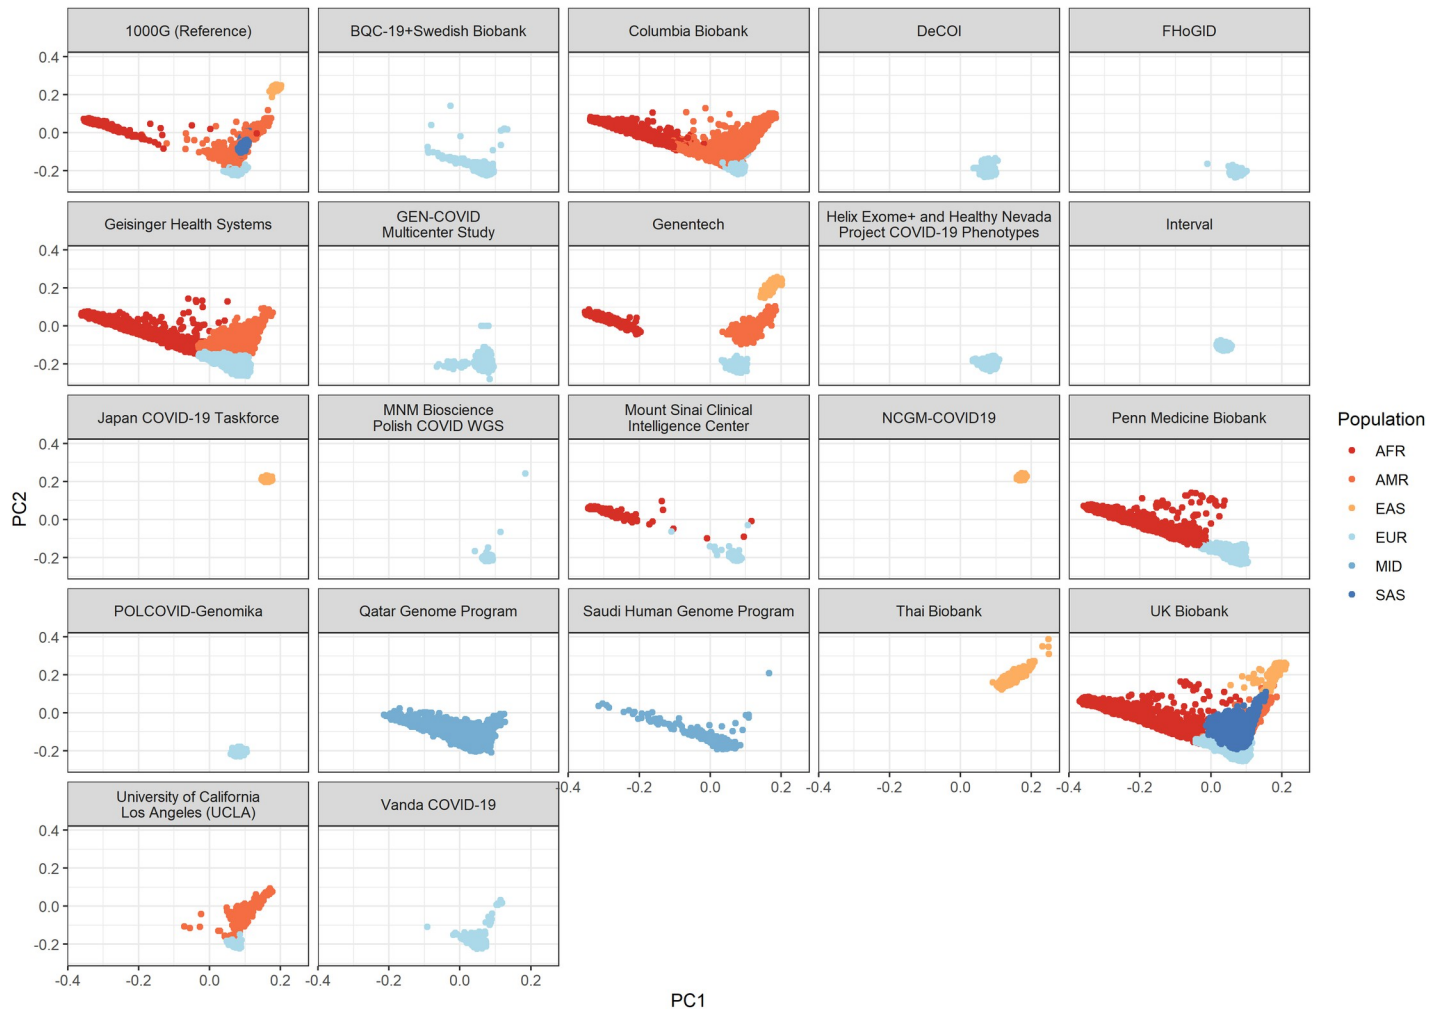 1000G (Reference)
BQC-19+Swedish Biobank
Columbia Biobank
DeCOI
FHoGID
0.4
0.2
0.0
-0.2
Geisinger Health Systems
GEN-COVID
Multicenter Study
Genentech
Helix Exome+ and Healthy Nevada
Project COVID-19 Phenotypes
Interval
0.4
0.2
0.0
-0.2
Japan COVID-19 Taskforce
MNM Bioscience
Polish COVID WGS
Mount Sinai Clinical
Intelligence Center
NCGM-COVID19
Penn Medicine Biobank
0.4
0.2
0.0
-0.2
POLCOVID-Genomika
Qatar Genome Program
Saudi Human Genome Program
Thai Biobank
UK Biobank
0.4
0.2
0.0
-0.2
-0.4 -0.2 0.0 0.2 -0.4 -0.2 0.0 0.2 -0.4 -0.2 0.0 0.2
University of California
Los Angeles (UCLA)
Vanda COVID-19
0.4
0.2
0.0
-0.2
-0.4 -0.2 0.0 0.2 -0.4 -0.2 0.0 0.2
PC2
PC1
Population
AFR
AMR
EAS
EUR
MID
SAS